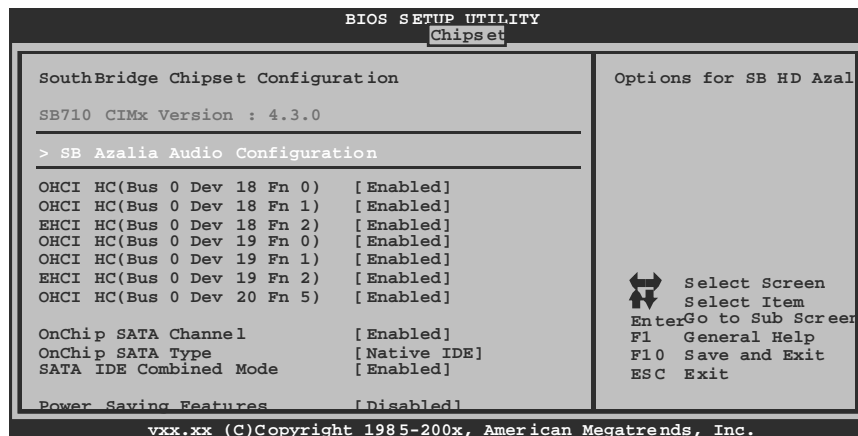 BIOS SETUP UTILITY
Chipset
SouthBridge Chipset Configuration
SB710 CIMx Version : 4.3.0
> SB Azalia Audio Configuration
OHCI HC(Bus 0 Dev 18 Fn 0) [Enabled]
OHCI HC(Bus 0 Dev 18 Fn 1) [Enabled]
EHCI HC(Bus 0 Dev 18 Fn 2) [Enabled]
OHCI HC(Bus 0 Dev 19 Fn 0) [Enabled]
OHCI HC(Bus 0 Dev 19 Fn 1) [Enabled]
EHCI HC(Bus 0 Dev 19 Fn 2) [Enabled]
OHCI HC(Bus 0 Dev 20 Fn 5) [Enabled]
OnChip SATA Channel [Enabled]
OnChip SATA Type [Native IDE]
SATA IDE Combined Mode [Enabled]
Power Saving Features [Disabled]
Options for SB HD Azal
Select Screen
Select Item
Enter Go to Sub Screen
F1 General Help
F10 Save and Exit
ESC Exit
vxx.xx (C)Copyright 1985-200x, American Megatrends, Inc.